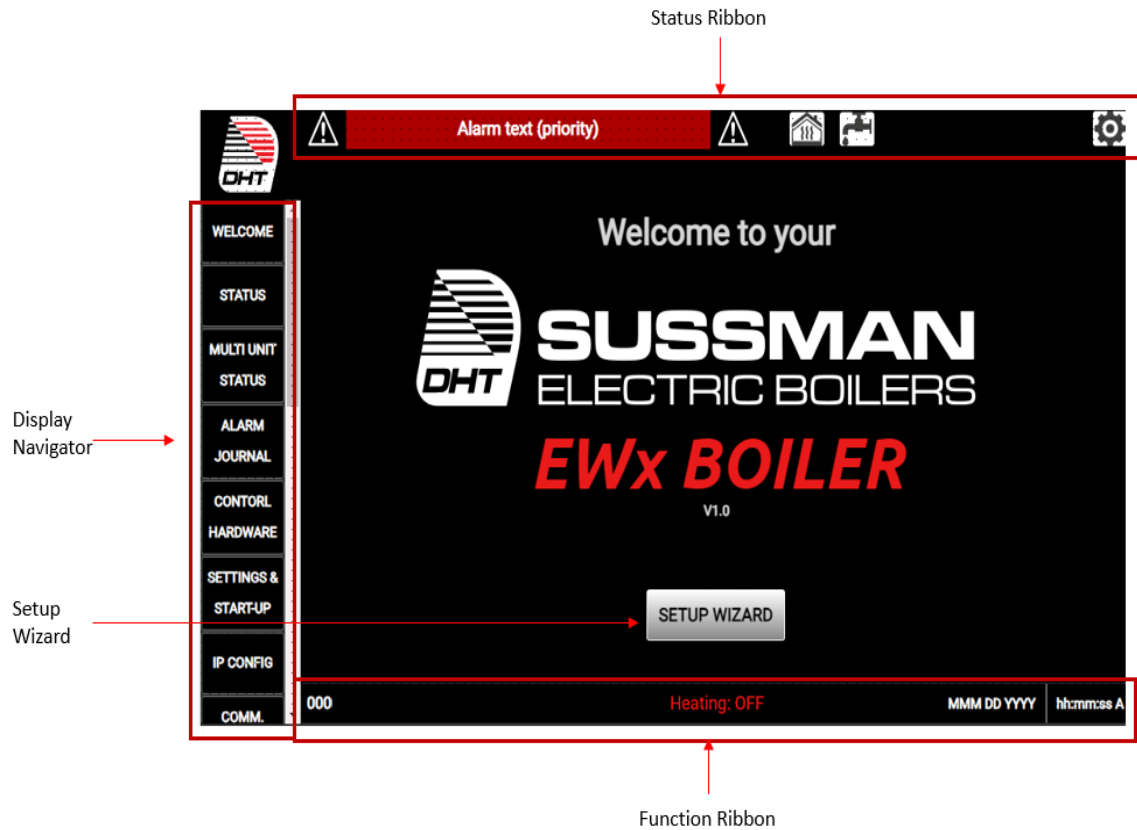 Status Ribbon
Alarm text (priority)
DHT
WELCOME
STATUS
MULTI UNIT
STATUS
ALARM
JOURNAL
CONTORL
HARDWARE
SETTINGS &
START-UP
IP CONFIG
COMM.
Display
Navigator
Setup
Wizard
Welcome to your
DHT
SUSSMAN
ELECTRIC BOILERS
EWx BOILER
V1.0
SETUP WIZARD
000
Heating: OFF
MMM DD YYYY
hh:mm:ss A
Function Ribbon